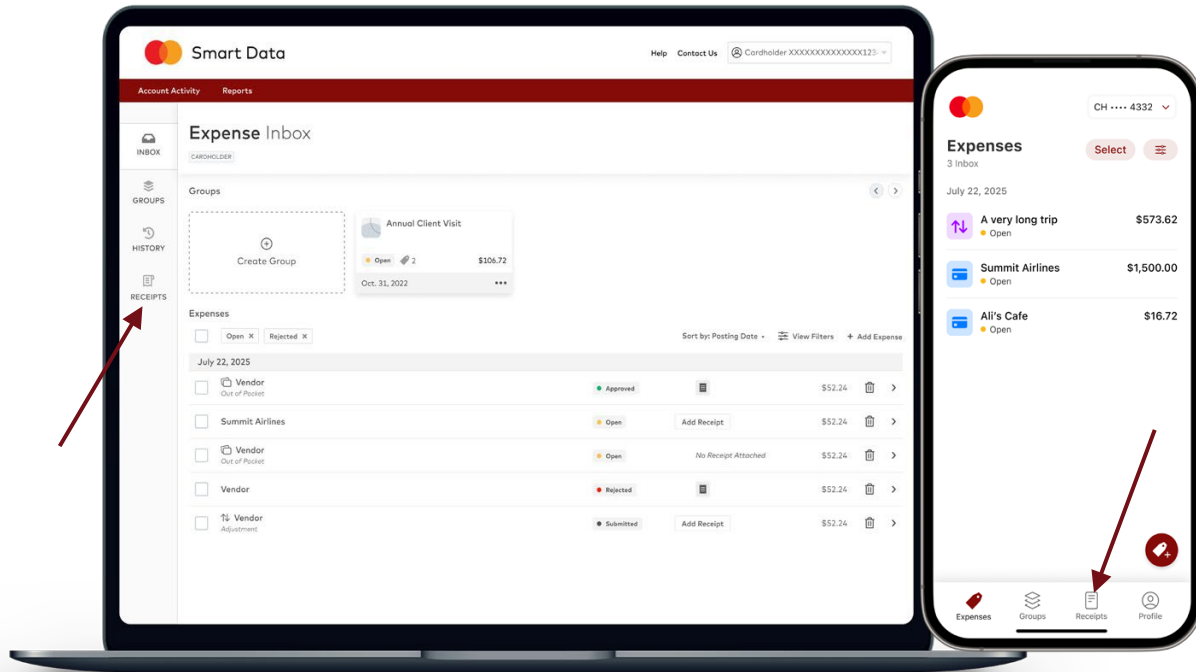 Smart Data
Help Contact Us Cardholder XXXXXXXXXXXXXX123-
Account Activity Reports
INBOX
GROUPS
HISTORY
RECEIPTS
Expense Inbox
CARDHOLDER
Groups
Create Group
Annual Client Visit
Open 2 $106.72
Oct. 31, 2022
Expenses
Open X Rejected X
Sort by: Posting Date View Filters + Add Expense
July 22, 2025
Vendor
Out of Pocket
Approved $52.24
Summit Airlines Open Add Receipt $52.24
Vendor
Out of Pocket
Open No Receipt Attached $52.24
Vendor Rejected $52.24
Vendor
Adjustment
Submitted Add Receipt $52.24
CH •••• 4332
Expenses
3 Inbox
Select
July 22, 2025
A very long trip $573.62
Open
Summit Airlines $1,500.00
Open
Ali's Cafe $16.72
Open
Expenses Groups Receipts Profile